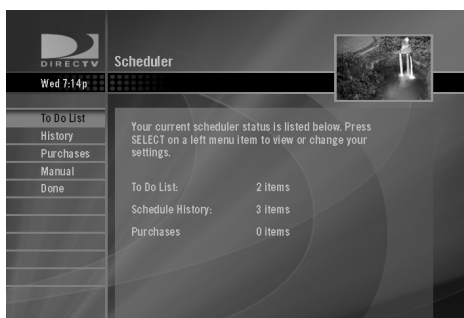 DIRECTV
Scheduler
Wed 7:14p
To Do List
History
Purchases
Manual
Done
Your current scheduler status is listed below. Press
SELECT on a left menu item to view or change your
settings.
To Do List: 2 items
Schedule History: 3 items
Purchases 0 items